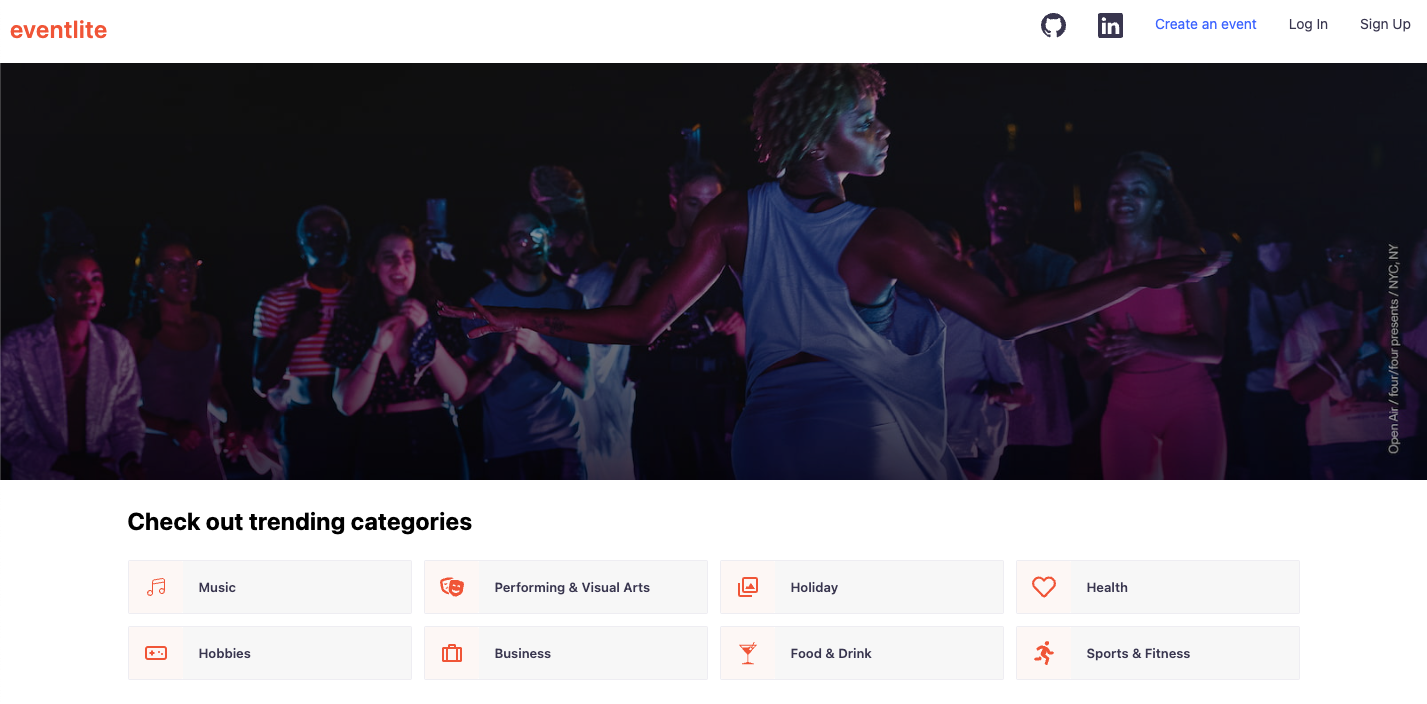 eventlite
Create an event
Log In
Sign Up
Open Air / four/four presents / NYC, NY
Check out trending categories
Music
Performing & Visual Arts
Holiday
Health
Hobbies
Business
Food & Drink
Sports & Fitness